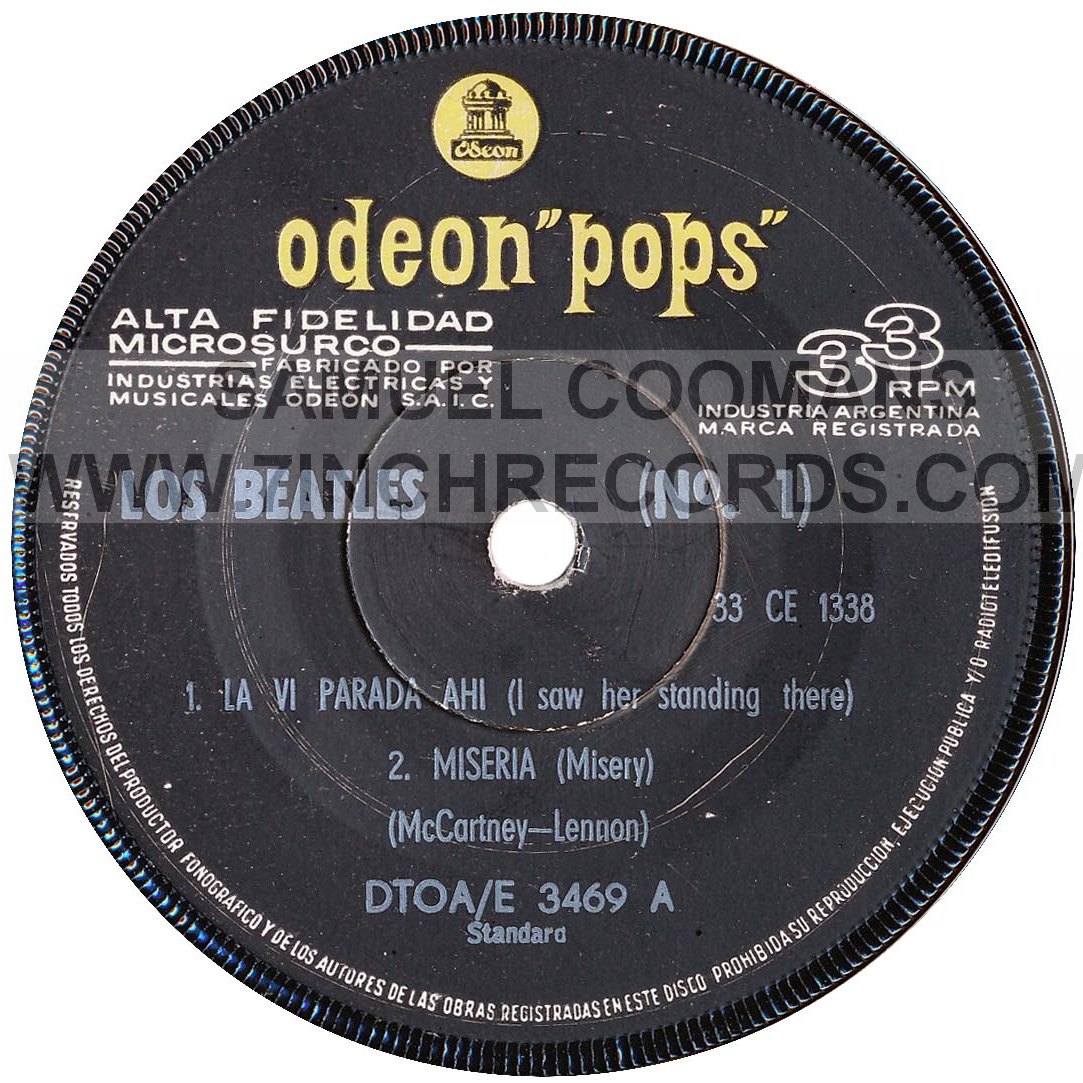 Odeon
odeon "pops"
ALTA FIDELIDAD
MICROSURCO
FABRICADO POR
INDUSTRIAS ELECTRICAS Y
MUSICALES ODEON S.A.I.C.
33
RPM
INDUSTRIA ARGENTINA
MARCA REGISTRADA
SAMUEL COOMBS
WWW.ZINCHRECORDS.COM
LOS BEATLES (Nº. 1)
33 CE 1338
1. LA VI PARADA AHI (I saw her standing there)
2. MISERIA (Misery)
(McCartney—Lennon)
DTOA/E 3469 A
Standard
RESERVADOS TODOS LOS DERECHOS DEL PRODUCTOR FONOGRAFICO Y DE LOS AUTORES DE LAS OBRAS REGISTRADAS EN ESTE DISCO PROHIBIDA SU REPRODUCCION, EJECUCION PUBLICA Y/O RADIOTELEDIFUSION